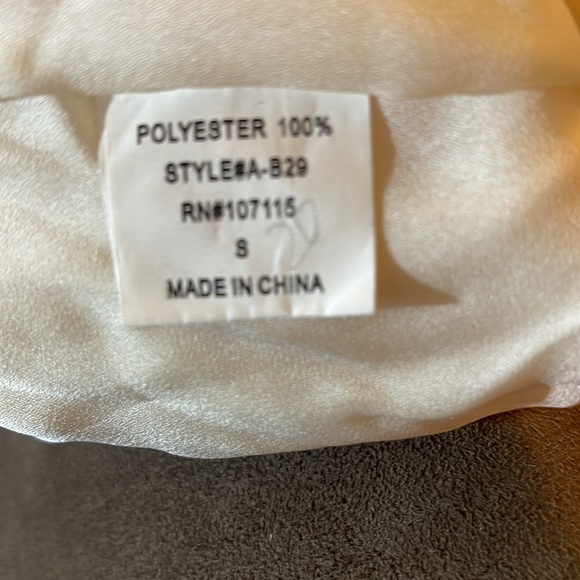 POLYESTER 100%
STYLE#A-B29
RN#107115
S
MADE IN CHINA